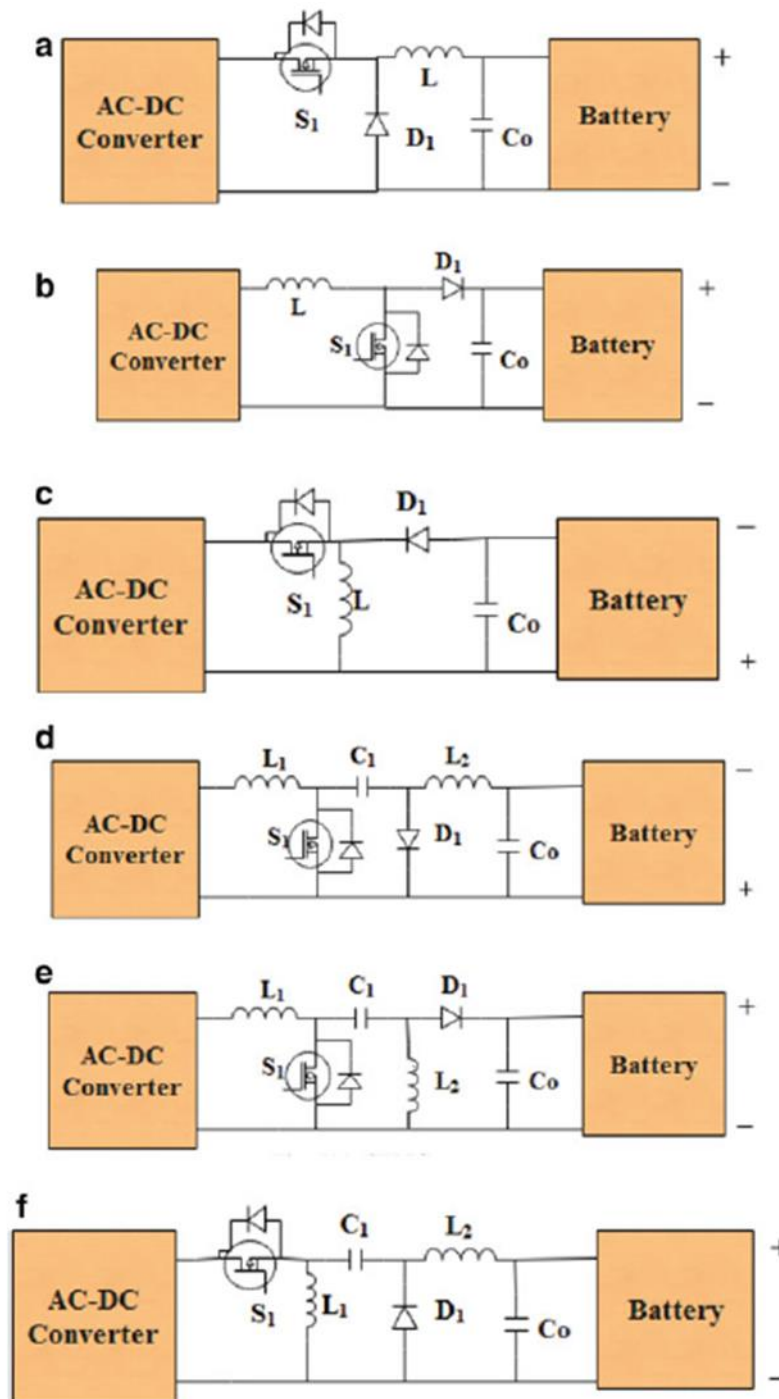 a
AC-DC
Converter
S1
D1
L
Co
Battery
+
−
b
AC-DC
Converter
L
S1
D1
Co
Battery
+
−
c
AC-DC
Converter
S1
L
D1
Co
Battery
−
+
d
AC-DC
Converter
L1
S1
C1
D1
L2
Co
Battery
−
+
e
AC-DC
Converter
L1
S1
C1
L2
D1
Co
Battery
+
−
f
AC-DC
Converter
S1
L1
C1
D1
L2
Co
Battery
+
−